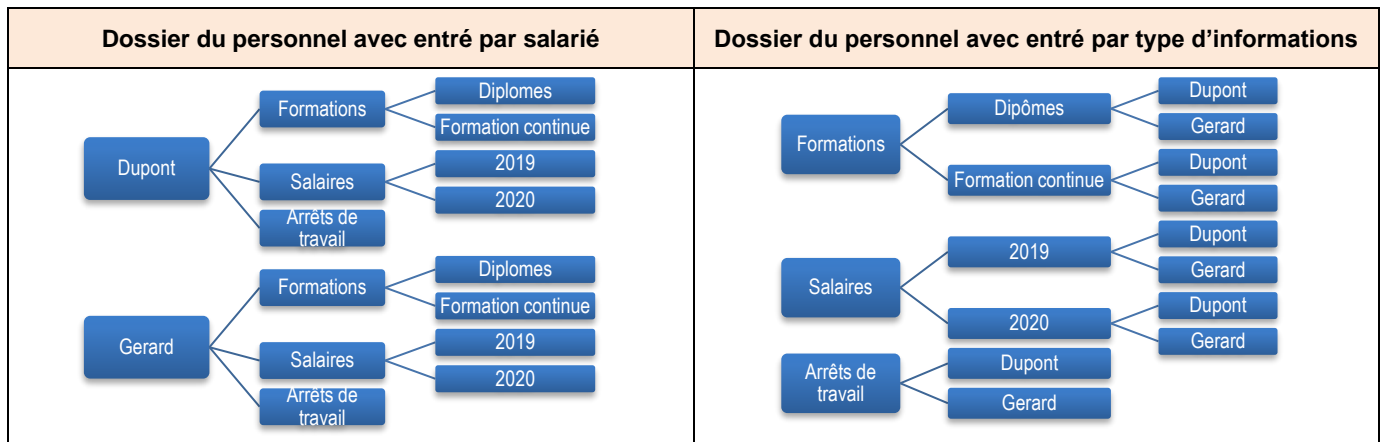 Dossier du personnel avec entré par salarié
Dupont
Formations
Diplomes
Formation continue
Salaires
2019
2020
Arrêts de
travail
Gerard
Formations
Diplomes
Formation continue
Salaires
2019
2020
Arrêts de
travail
Dossier du personnel avec entré par type d’informations
Formations
Dipômes
Dupont
Gerard
Formation continue
Dupont
Gerard
Salaires
2019
Dupont
Gerard
2020
Dupont
Gerard
Arrêts de
travail
Dupont
Gerard